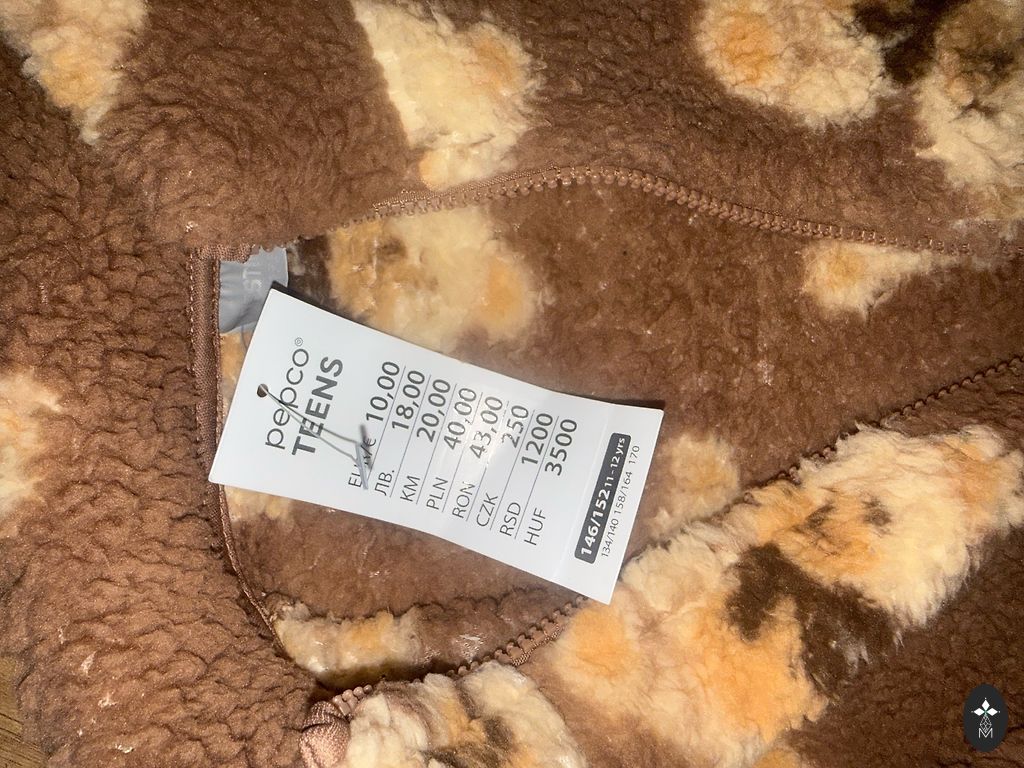 ST
pepco®
TEENS
10,00
ЛВ. 18,00
KM 20,00
PLN 40,00
RON 43,00
CZK 250
RSD 1200
HUF 3500
146/152 11-12 yrs
134/140 158/164 170
M